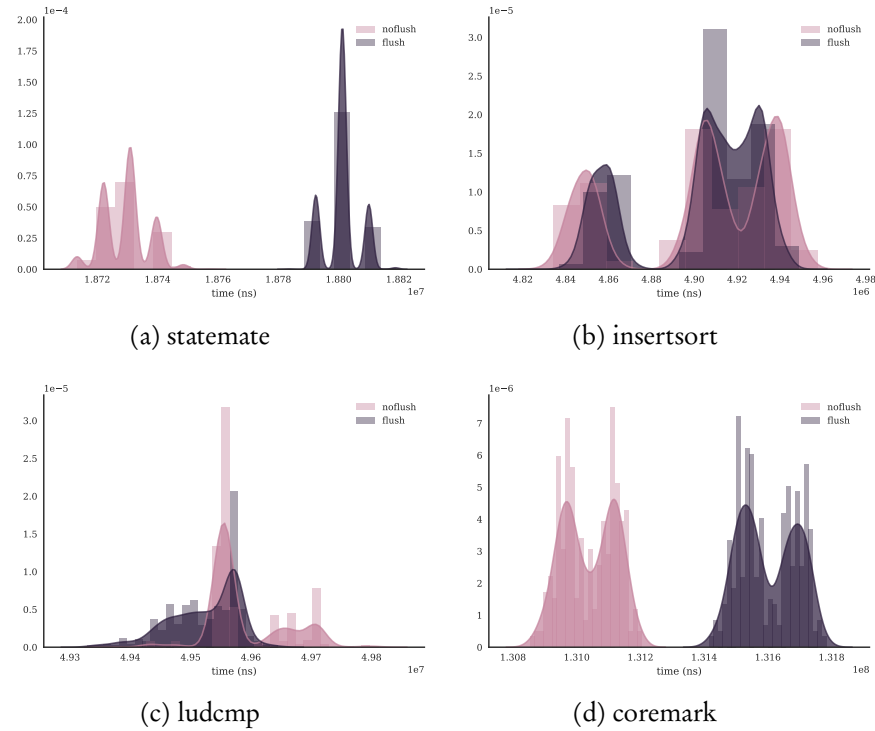 1e−4
2.00
1.75
1.50
1.25
1.00
0.75
0.50
0.25
0.00
noflush
flush
1.872 1.874 1.876 1.878 1.880 1.882
time (ns)
1e7
(a) statemate
1e−5
3.0
2.5
2.0
1.5
1.0
0.5
0.0
noflush
flush
4.82 4.84 4.86 4.88 4.90 4.92 4.94 4.96 4.98
time (ns)
1e6
(b) insertsort
1e−5
3.0
2.5
2.0
1.5
1.0
0.5
0.0
noflush
flush
4.93 4.94 4.95 4.96 4.97 4.98
time (ns)
1e7
(c) ludcmp
1e−6
7
6
5
4
3
2
1
0
noflush
flush
1.308 1.310 1.312 1.314 1.316 1.318
time (ns)
1e8
(d) coremark